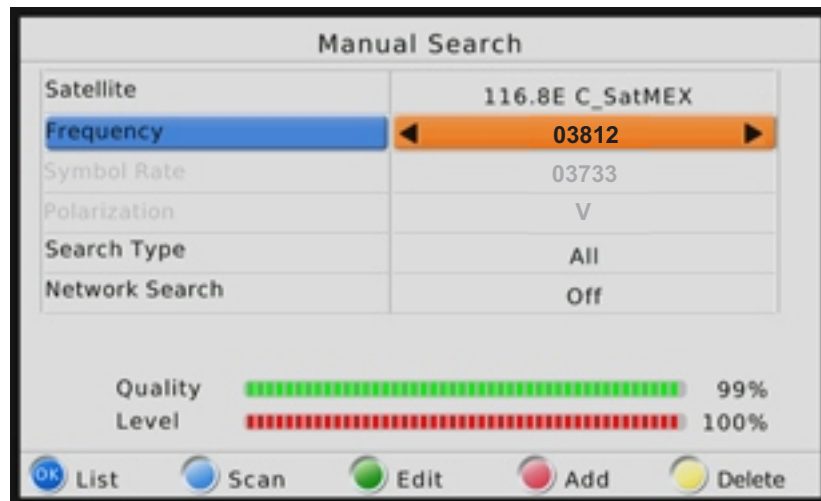 Manual Search
Satellite 116.8E C_SatMEX
Frequency 03812
Symbol Rate 03733
Polarization V
Search Type All
Network Search Off
Quality 99%
Level 100%
OK List Scan Edit Add Delete